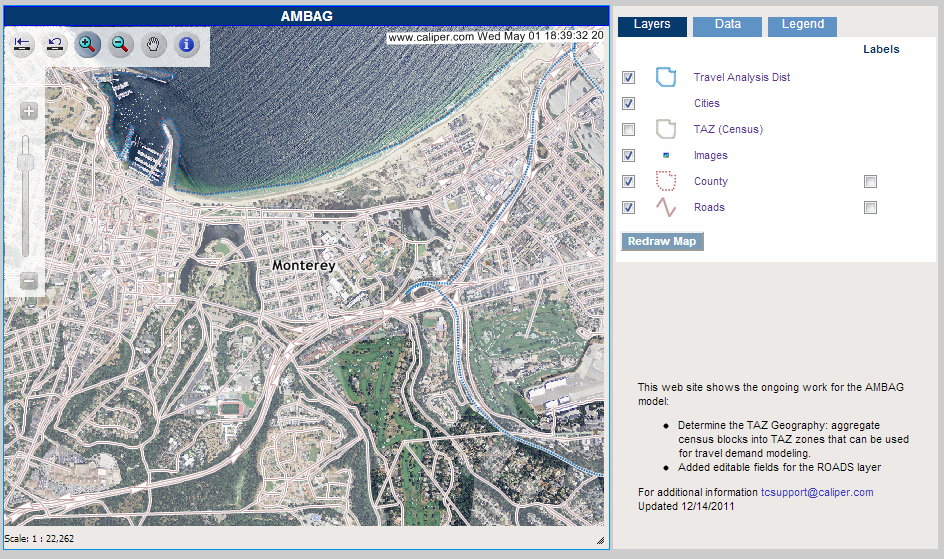 AMBAG
www.caliper.com Wed May 01 18:39:32 20
Monterey
Scale: 1 : 22,262
Layers
Data
Legend
Labels
Travel Analysis Dist
Cities
TAZ (Census)
Images
County
Roads
Redraw Map
This web site shows the ongoing work for the AMBAG
model:
Determine the TAZ Geography: aggregate
census blocks into TAZ zones that can be used
for travel demand modeling.
Added editable fields for the ROADS layer
For additional information tcsupport@caliper.com
Updated 12/14/2011